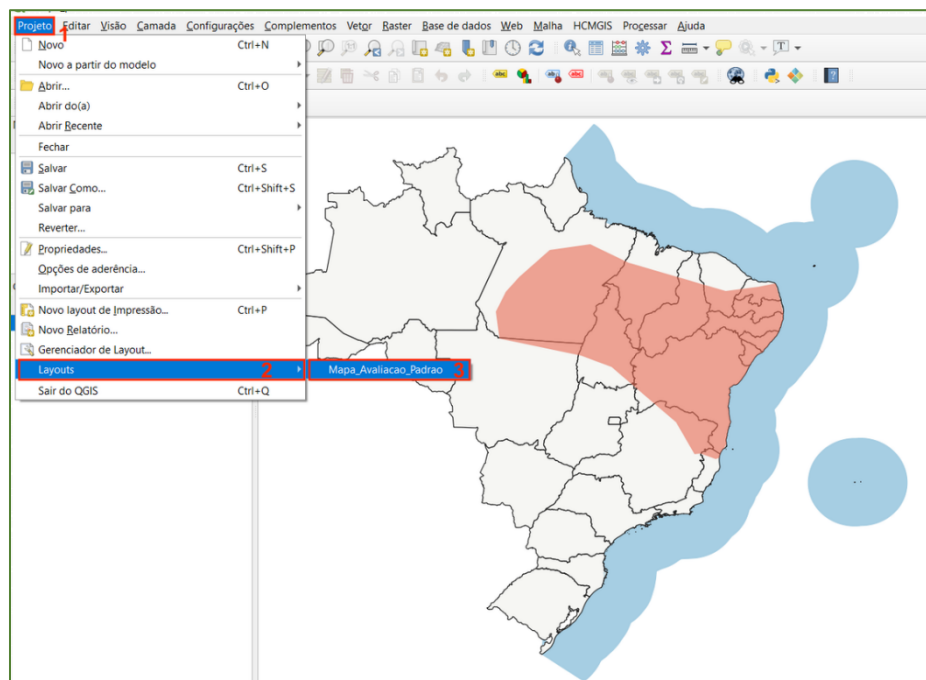 Projeto Editar Visão Camada Configurações Complementos Vetor Raster Base de dados Web Malha HCMGIS Processar Ajuda
1
Novo Ctrl+N
Novo a partir do modelo
Abrir... Ctrl+O
Abrir do(a)
Abrir Recente
Fechar
Salvar Ctrl+S
Salvar Como... Ctrl+Shift+S
Salvar para
Reverter...
Propriedades... Ctrl+Shift+P
Opções de aderência...
Importar/Exportar
Novo layout de Impressão... Ctrl+P
Novo Relatório...
Gerenciador de Layout...
Layouts 2 Mapa_Avaliacao_Padrao 3
Sair do QGIS Ctrl+Q